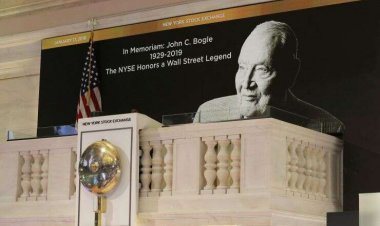 NEW YORK STOCK EXCHANGE
In Memoriam: John C. Bogle
1929-2019
The NYSE Honors a Wall Street Legend
NEW YORK STOCK EXCHANGE